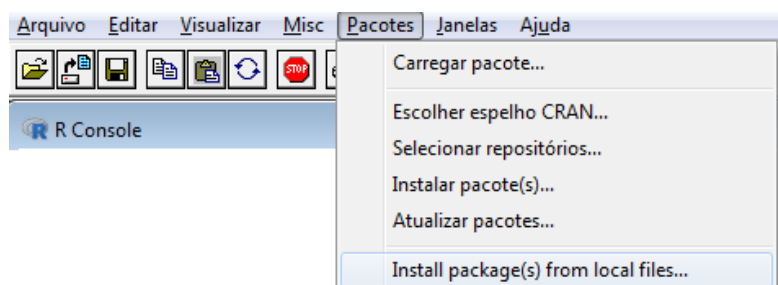 Arquivo Editar Visualizar Misc Pacotes Janelas Ajuda
STOP
Carregar pacote...
R R Console
Escolher espelho CRAN...
Selecionar repositórios...
Instalar pacote(s)...
Atualizar pacotes...
Install package(s) from local files...